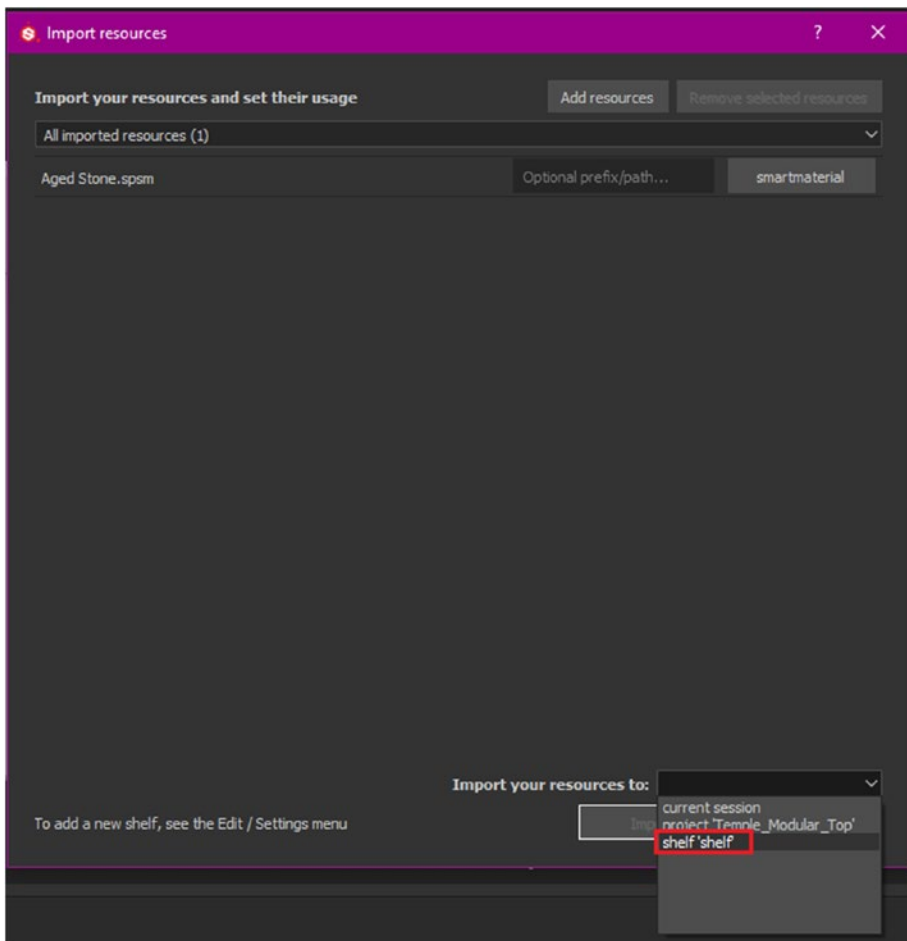 Import resources ? ×
Import your resources and set their usage Add resources Remove selected resources
All imported resources (1)
Aged Stone.spsm Optional prefix/path... smartmaterial
Import your resources to:
current session
To add a new shelf, see the Edit / Settings menu
project 'Temple_Modular_Top'
shelf 'shelf'